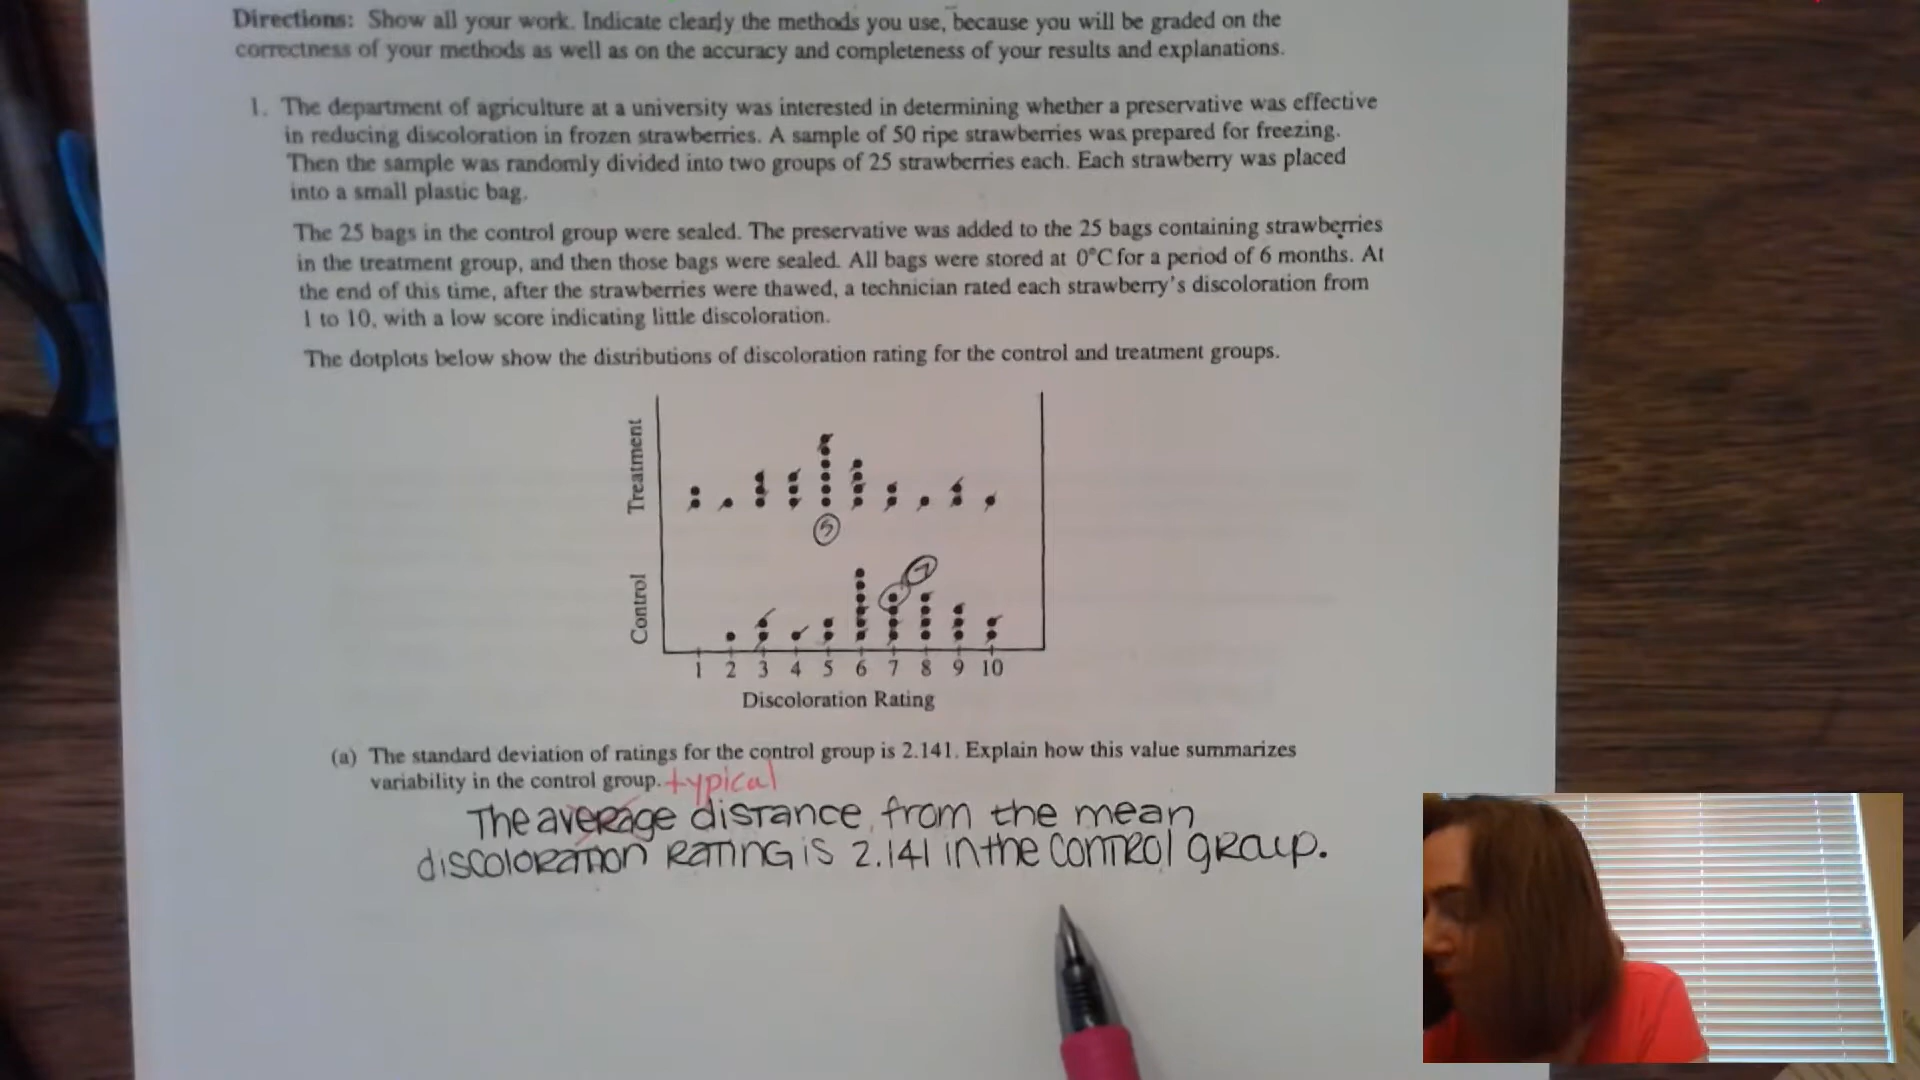 Directions: Show all your work. Indicate clearly the methods you use, because you will be graded on the
correctness of your methods as well as on the accuracy and completeness of your results and explanations.
1. The department of agriculture at a university was interested in determining whether a preservative was effective
in reducing discoloration in frozen strawberries. A sample of 50 ripe strawberries was prepared for freezing.
Then the sample was randomly divided into two groups of 25 strawberries each. Each strawberry was placed
into a small plastic bag.
The 25 bags in the control group were sealed. The preservative was added to the 25 bags containing strawberries
in the treatment group, and then those bags were sealed. All bags were stored at 0°C for a period of 6 months. At
the end of this time, after the strawberries were thawed, a technician rated each strawberry's discoloration from
1 to 10, with a low score indicating little discoloration.
The dotplots below show the distributions of discoloration rating for the control and treatment groups.
Treatment
5
Control
7
1 2 3 4 5 6 7 8 9 10
Discoloration Rating
(a) The standard deviation of ratings for the control group is 2.141. Explain how this value summarizes
variability in the control group. typical
The average distance from the mean
discoloration rating is 2.141 in the control group.